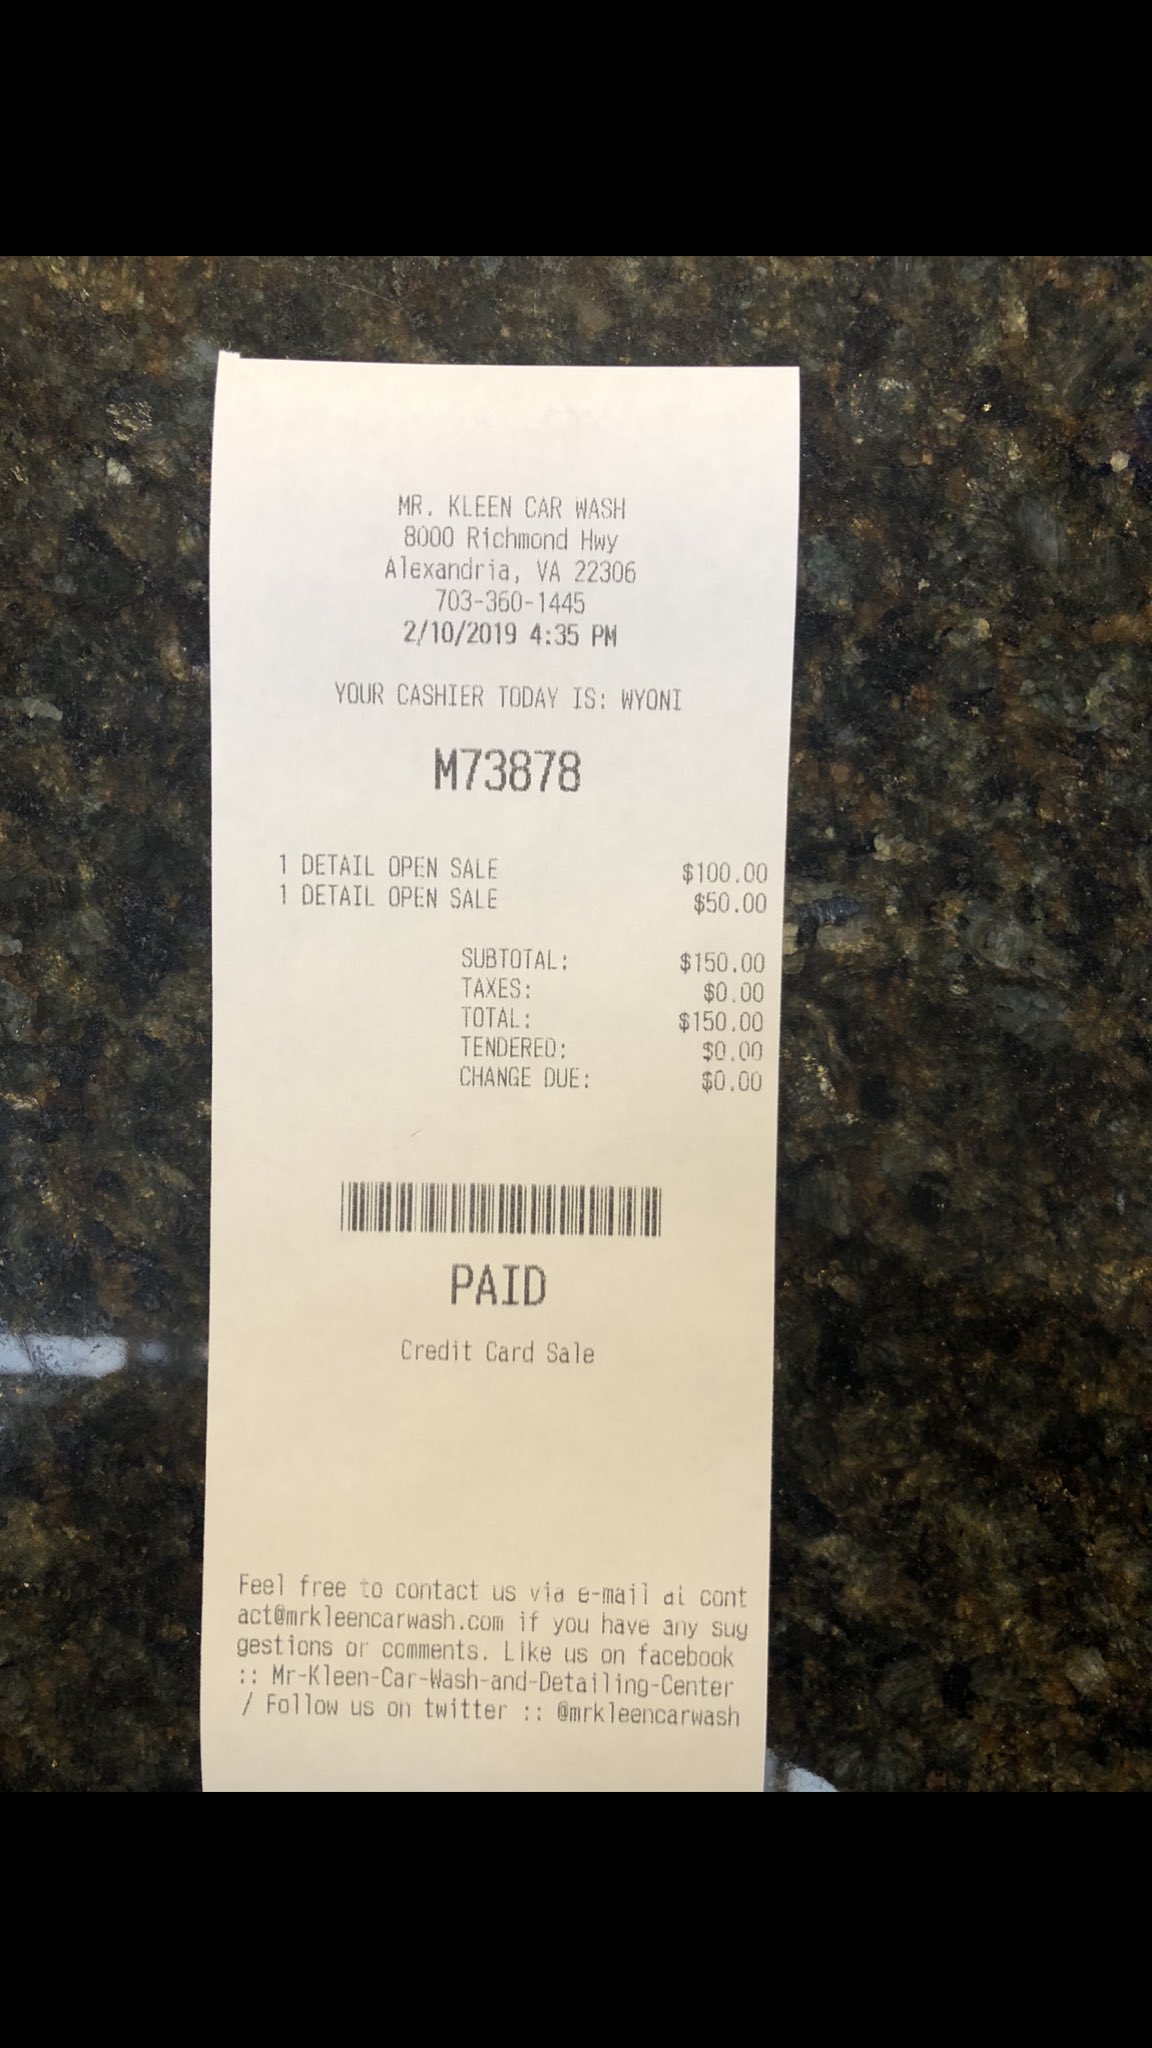 MR. KLEEN CAR WASH
8000 Richmond Hwy
Alexandria, VA 22306
703-360-1445
2/10/2019 4:35 PM
YOUR CASHIER TODAY IS: WYONI
M73878
1 DETAIL OPEN SALE $100.00
1 DETAIL OPEN SALE $50.00
SUBTOTAL: $150.00
TAXES: $0.00
TOTAL: $150.00
TENDERED: $0.00
CHANGE DUE: $0.00
PAID
Credit Card Sale
Feel free to contact us via e-mail at cont
act@mrkleencarwash.com if you have any sug
gestions or comments. Like us on facebook
:: Mr-Kleen-Car-Wash-and-Detailing-Center
/ Follow us on twitter :: @mrkleencarwash